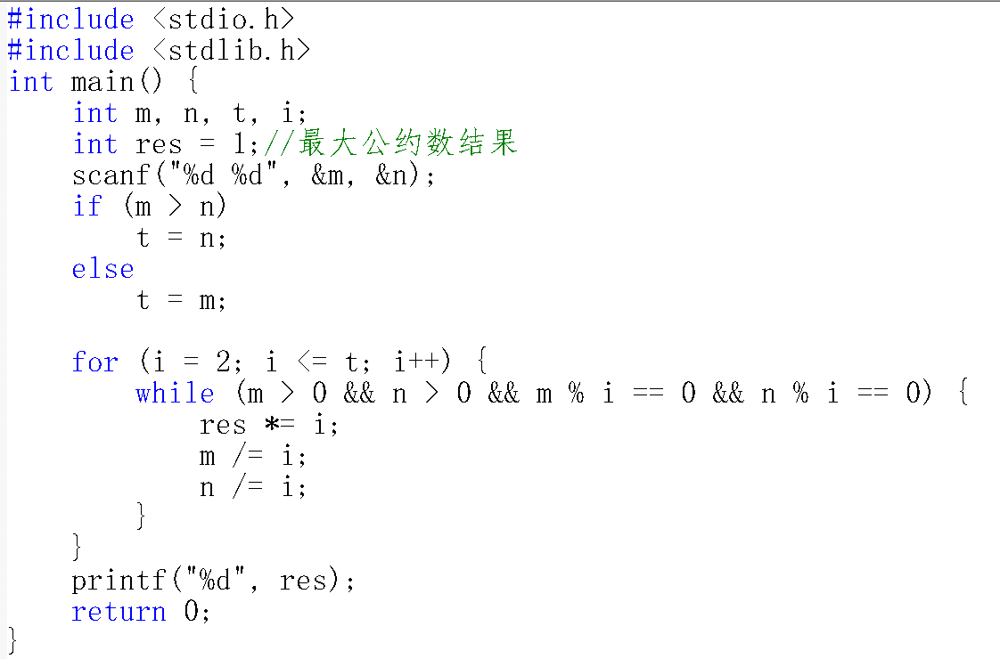 #include <stdio.h>
#include <stdlib.h>
int main() {
    int m, n, t, i;
    int res = 1;//最大公约数结果
    scanf("%d %d", &m, &n);
    if (m > n)
        t = n;
    else
        t = m;

    for (i = 2; i <= t; i++) {
        while (m > 0 && n > 0 && m % i == 0 && n % i == 0) {
            res *= i;
            m /= i;
            n /= i;
        }
    }
    printf("%d", res);
    return 0;
}